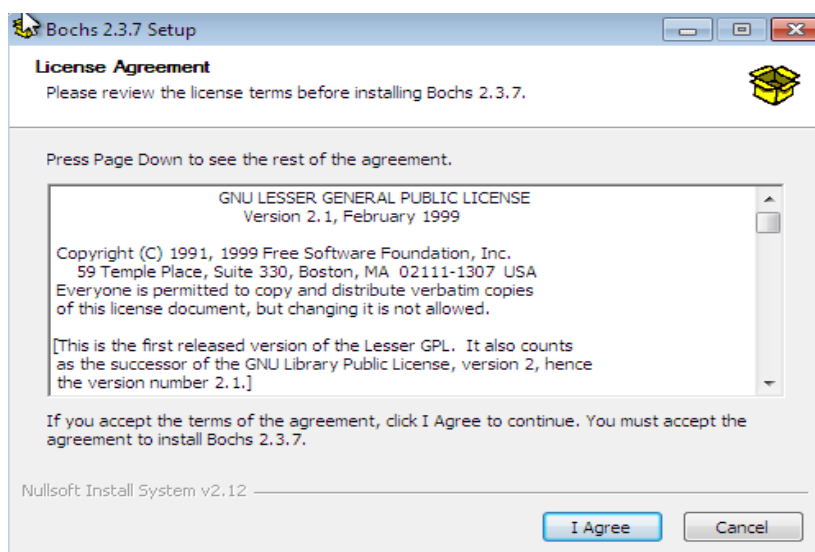 Bochs 2.3.7 Setup
License Agreement
Please review the license terms before installing Bochs 2.3.7.
Press Page Down to see the rest of the agreement.
GNU LESSER GENERAL PUBLIC LICENSE
Version 2.1, February 1999
Copyright (C) 1991, 1999 Free Software Foundation, Inc.
59 Temple Place, Suite 330, Boston, MA  02111-1307  USA
Everyone is permitted to copy and distribute verbatim copies
of this license document, but changing it is not allowed.
[This is the first released version of the Lesser GPL.  It also counts
as the successor of the GNU Library Public License, version 2, hence
the version number 2.1.]
If you accept the terms of the agreement, click I Agree to continue. You must accept the
agreement to install Bochs 2.3.7.
Nullsoft Install System v2.12
I Agree
Cancel